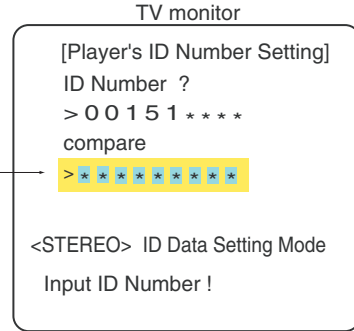 TV monitor
[Player's ID Number Setting]
ID Number ?
>00151****
compare
>*********
<STEREO> ID Data Setting Mode
Input ID Number !